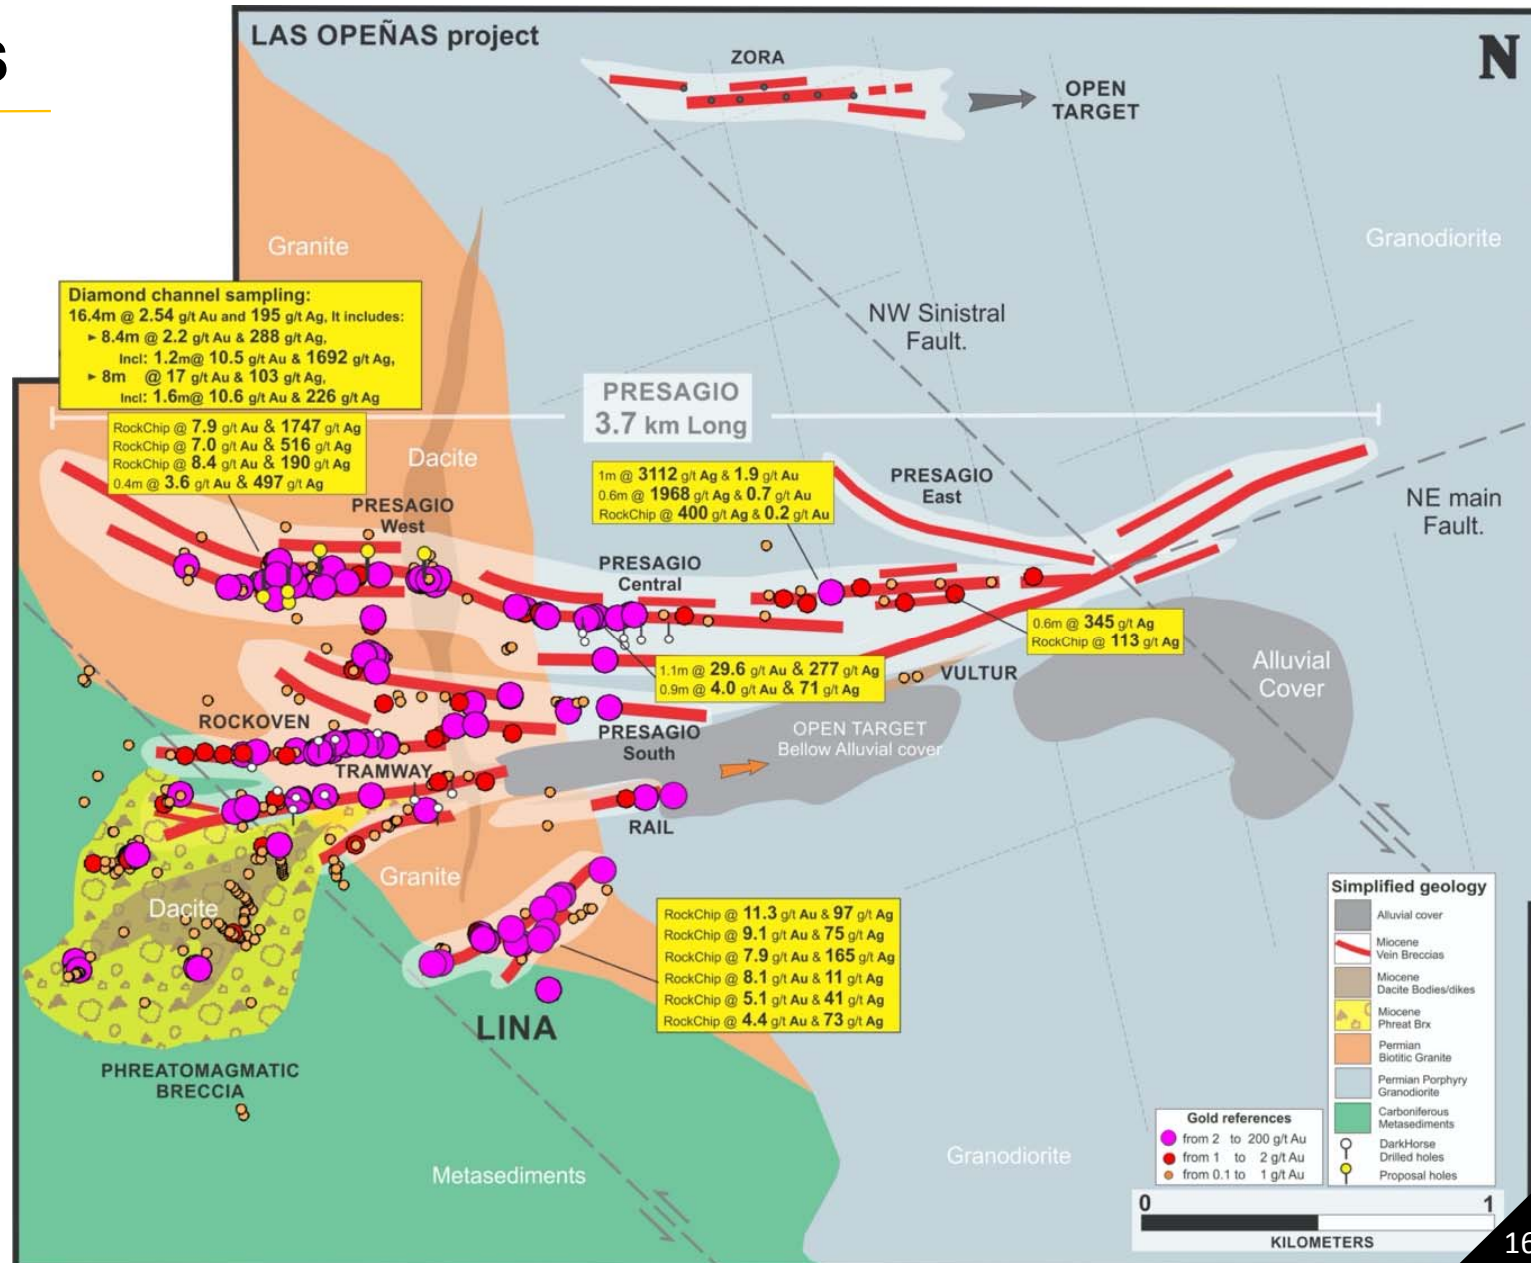 S
LAS OPEÑAS project
N
ZORA
OPEN
TARGET
Granite
Granodiorite
Diamond channel sampling:
16.4m @ 2.54 g/t Au and 195 g/t Ag, It includes:
► 8.4m @ 2.2 g/t Au & 288 g/t Ag,
Incl: 1.2m@ 10.5 g/t Au & 1692 g/t Ag,
► 8m @ 17 g/t Au & 103 g/t Ag,
Incl: 1.6m@ 10.6 g/t Au & 226 g/t Ag
NW Sinistral
Fault.
PRESAGIO
3.7 km Long
RockChip @ 7.9 g/t Au & 1747 g/t Ag
RockChip @ 7.0 g/t Au & 516 g/t Ag
RockChip @ 8.4 g/t Au & 190 g/t Ag
0.4m @ 3.6 g/t Au & 497 g/t Ag
Dacite
PRESAGIO
West
1m @ 3112 g/t Ag & 1.9 g/t Au
0.6m @ 1968 g/t Ag & 0.7 g/t Au
RockChip @ 400 g/t Ag & 0.2 g/t Au
PRESAGIO
East
NE main
Fault.
PRESAGIO
Central
0.6m @ 345 g/t Ag
RockChip @ 113 g/t Ag
1.1m @ 29.6 g/t Au & 277 g/t Ag
0.9m @ 4.0 g/t Au & 71 g/t Ag
VULTUR
Alluvial
Cover
ROCKOVEN
PRESAGIO
South
OPEN TARGET
Bellow Alluvial cover
TRAMWAY
RAIL
Granite
Dacite
RockChip @ 11.3 g/t Au & 97 g/t Ag
RockChip @ 9.1 g/t Au & 75 g/t Ag
RockChip @ 7.9 g/t Au & 165 g/t Ag
RockChip @ 8.1 g/t Au & 11 g/t Ag
RockChip @ 5.1 g/t Au & 41 g/t Ag
RockChip @ 4.4 g/t Au & 73 g/t Ag
LINA
PHREATOMAGMATIC
BRECCIA
Metasediments
Granodiorite
Simplified geology
Alluvial cover
Miocene
Vein Breccias
Miocene
Dacite Bodies/dikes
Miocene
Phreat Brx
Permian
Biotitic Granite
Permian Porphyry
Granodiorite
Carboniferous
Metasediments
DarkHorse
Drilled holes
Proposal holes
Gold references
from 2 to 200 g/t Au
from 1 to 2 g/t Au
from 0.1 to 1 g/t Au
0 1
KILOMETERS
16